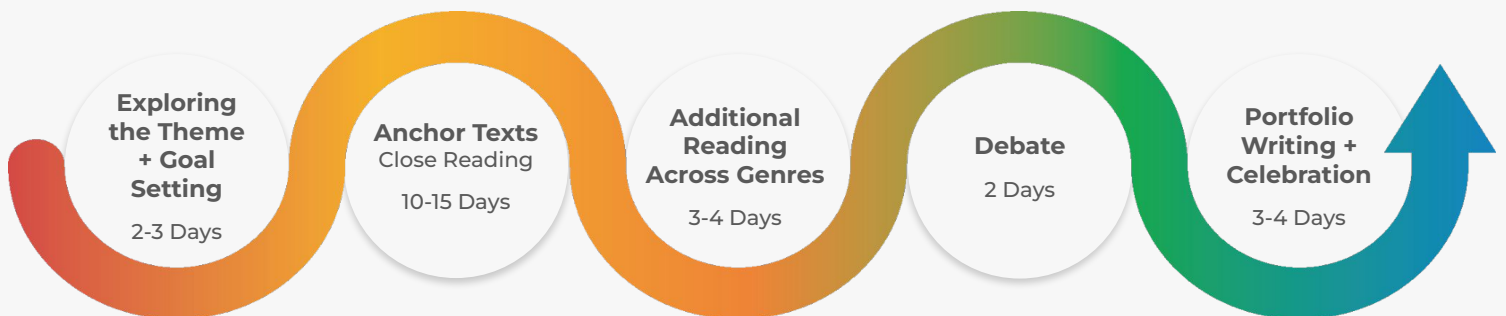 Exploring
the Theme
+ Goal
Setting
2-3 Days
Anchor Texts
Close Reading
10-15 Days
Additional
Reading
Across Genres
3-4 Days
Debate
2 Days
Portfolio
Writing +
Celebration
3-4 Days